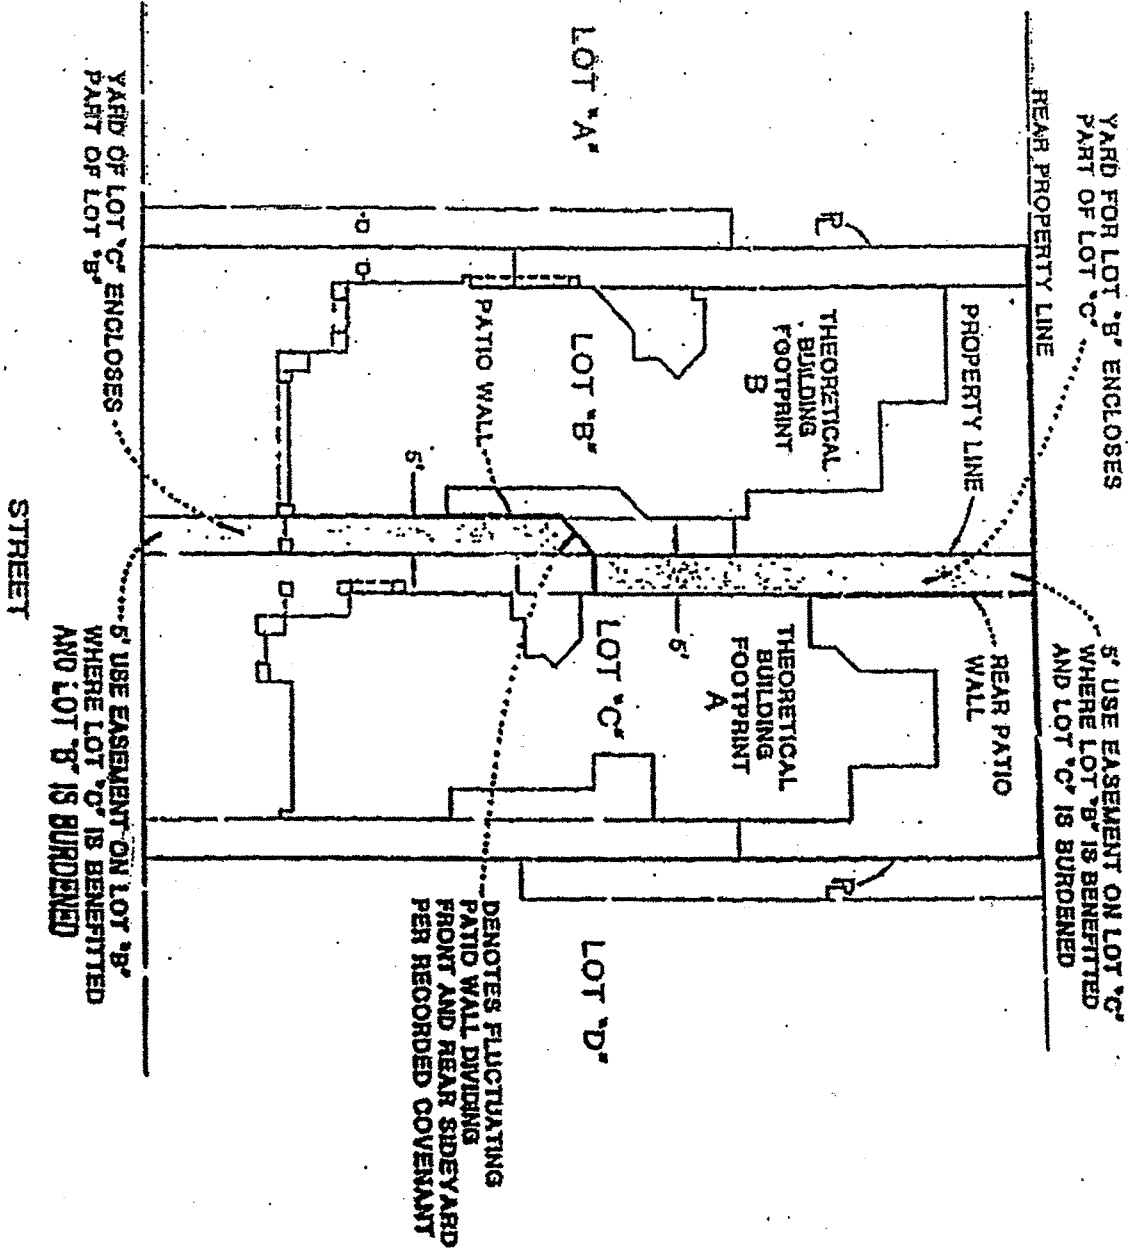 YARD FOR LOT "B" ENCLOSES
PART OF LOT "C"
5' USE EASEMENT ON LOT "C"
WHERE LOT "B" IS BENEFITTED
AND LOT "C" IS BURDENED
REAR PROPERTY LINE
PROPERTY LINE
REAR PATIO
WALL
PL
PL
THEORETICAL
BUILDING
FOOTPRINT
B
THEORETICAL
BUILDING
FOOTPRINT
A
LOT "A"
LOT "B"
LOT "C"
LOT "D"
5'
5'
PATIO WALL
DENOTES FLUCTUATING
PATIO WALL DIVIDING
FRONT AND REAR SIDEYARD
PER RECORDED COVENANT
YARD OF LOT "C" ENCLOSES
PART OF LOT "B"
5' USE EASEMENT ON LOT "B"
WHERE LOT "C" IS BENEFITTED
AND LOT "B" IS BURDENED
STREET